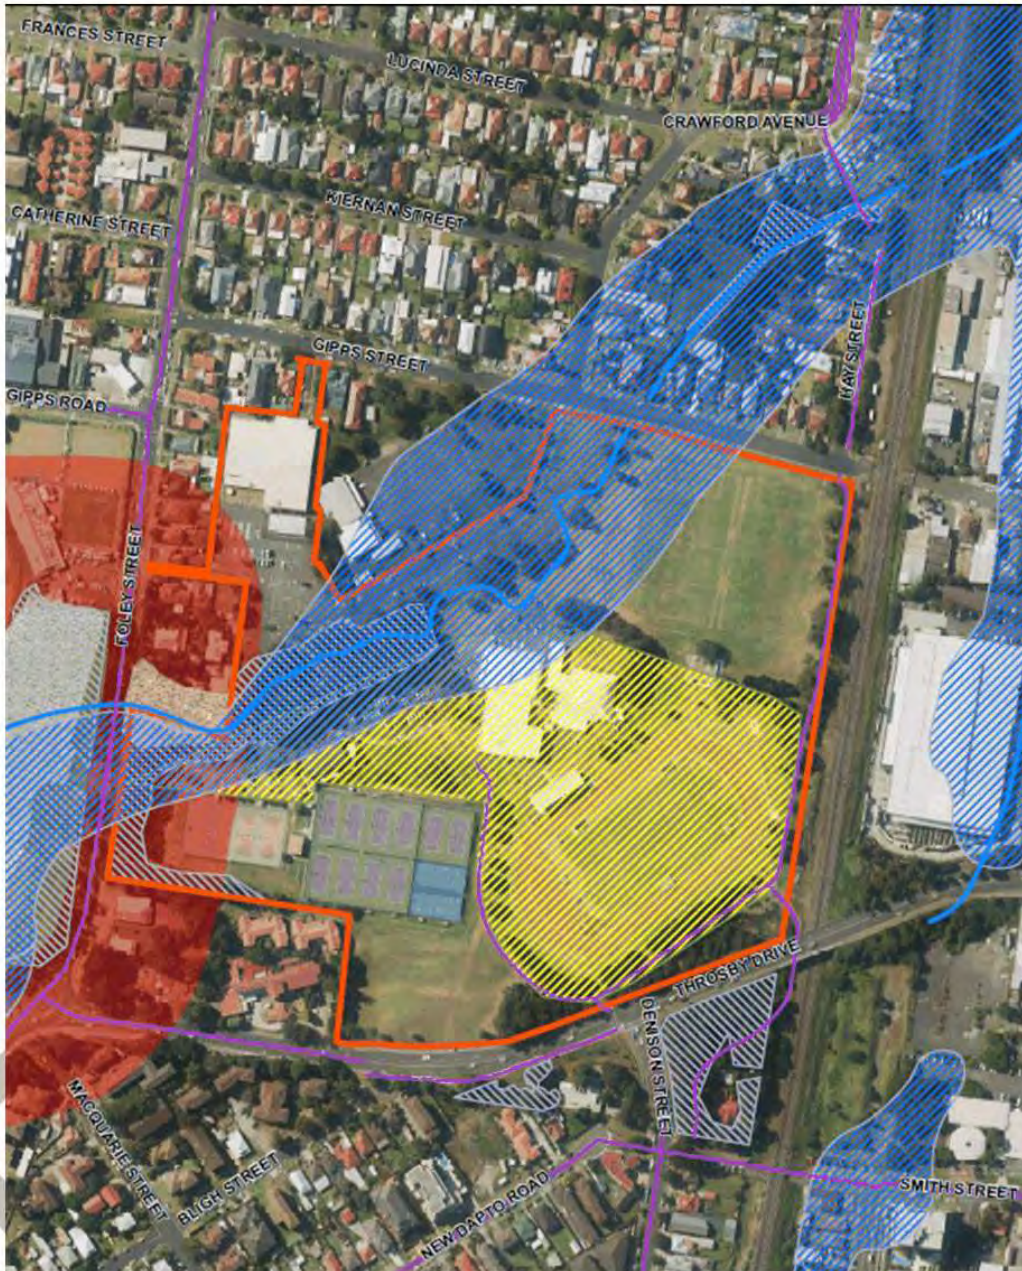 FRANCES STREET
LUCINDA STREET
CRAWFORD AVENUE
KIERNAN STREET
CATHERINE STREET
GIPPS STREET
HAY STREET
GIPPS ROAD
FOLEY STREET
THROSBY DRIVE
DENISON STREET
MACQUARIE STREET
BLIGH STREET
NEW DAPTO ROAD
SMITH STREET